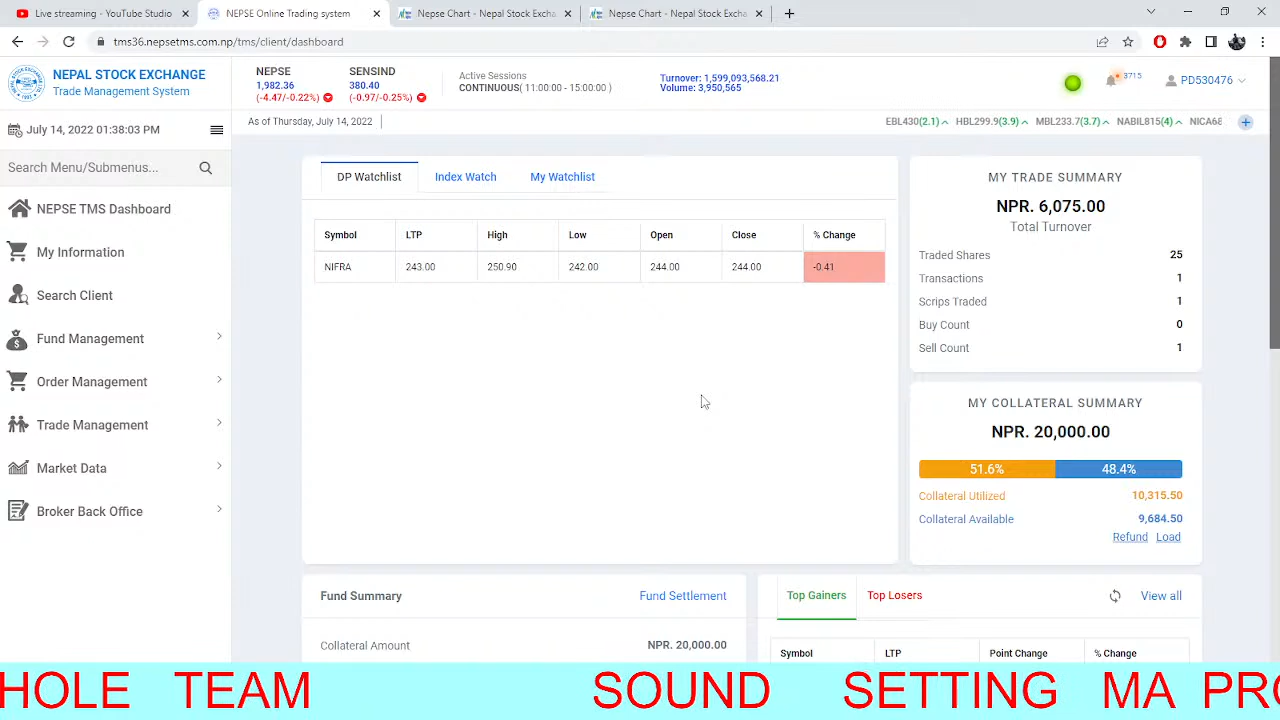 Live streaming - YouTube Studio
NEPSE Online Trading system
Nepse Chart - Nepal Stock Excha
Nepse Chart - Nepal Stock Excha
tms36.nepsetms.com.np/tms/client/dashboard
NEPAL STOCK EXCHANGE
Trade Management System
NEPSE
1,982.36
(-4.47/-0.22%)
SENSIND
380.40
(-0.97/-0.25%)
Active Sessions
CONTINUOUS( 11:00:00 - 15:00:00 )
Turnover: 1,599,093,568.21
Volume: 3,950,565
3715
PD530476
July 14, 2022 01:38:03 PM
As of Thursday, July 14, 2022
EBL430(2.1) HBL299.9(3.9) MBL233.7(3.7) NABIL815(4) NICA68
Search Menu/Submenus...
NEPSE TMS Dashboard
My Information
Search Client
Fund Management
Order Management
Trade Management
Market Data
Broker Back Office
DP Watchlist Index Watch My Watchlist
Symbol LTP High Low Open Close % Change
NIFRA 243.00 250.90 242.00 244.00 244.00 -0.41
MY TRADE SUMMARY
NPR. 6,075.00
Total Turnover
Traded Shares 25
Transactions 1
Scrips Traded 1
Buy Count 0
Sell Count 1
MY COLLATERAL SUMMARY
NPR. 20,000.00
51.6% 48.4%
Collateral Utilized 10,315.50
Collateral Available 9,684.50
Refund Load
Fund Summary Fund Settlement
Collateral Amount NPR. 20,000.00
Top Gainers Top Losers View all
Symbol LTP Point Change % Change
HOLE TEAM SOUND SETTING MA PRO